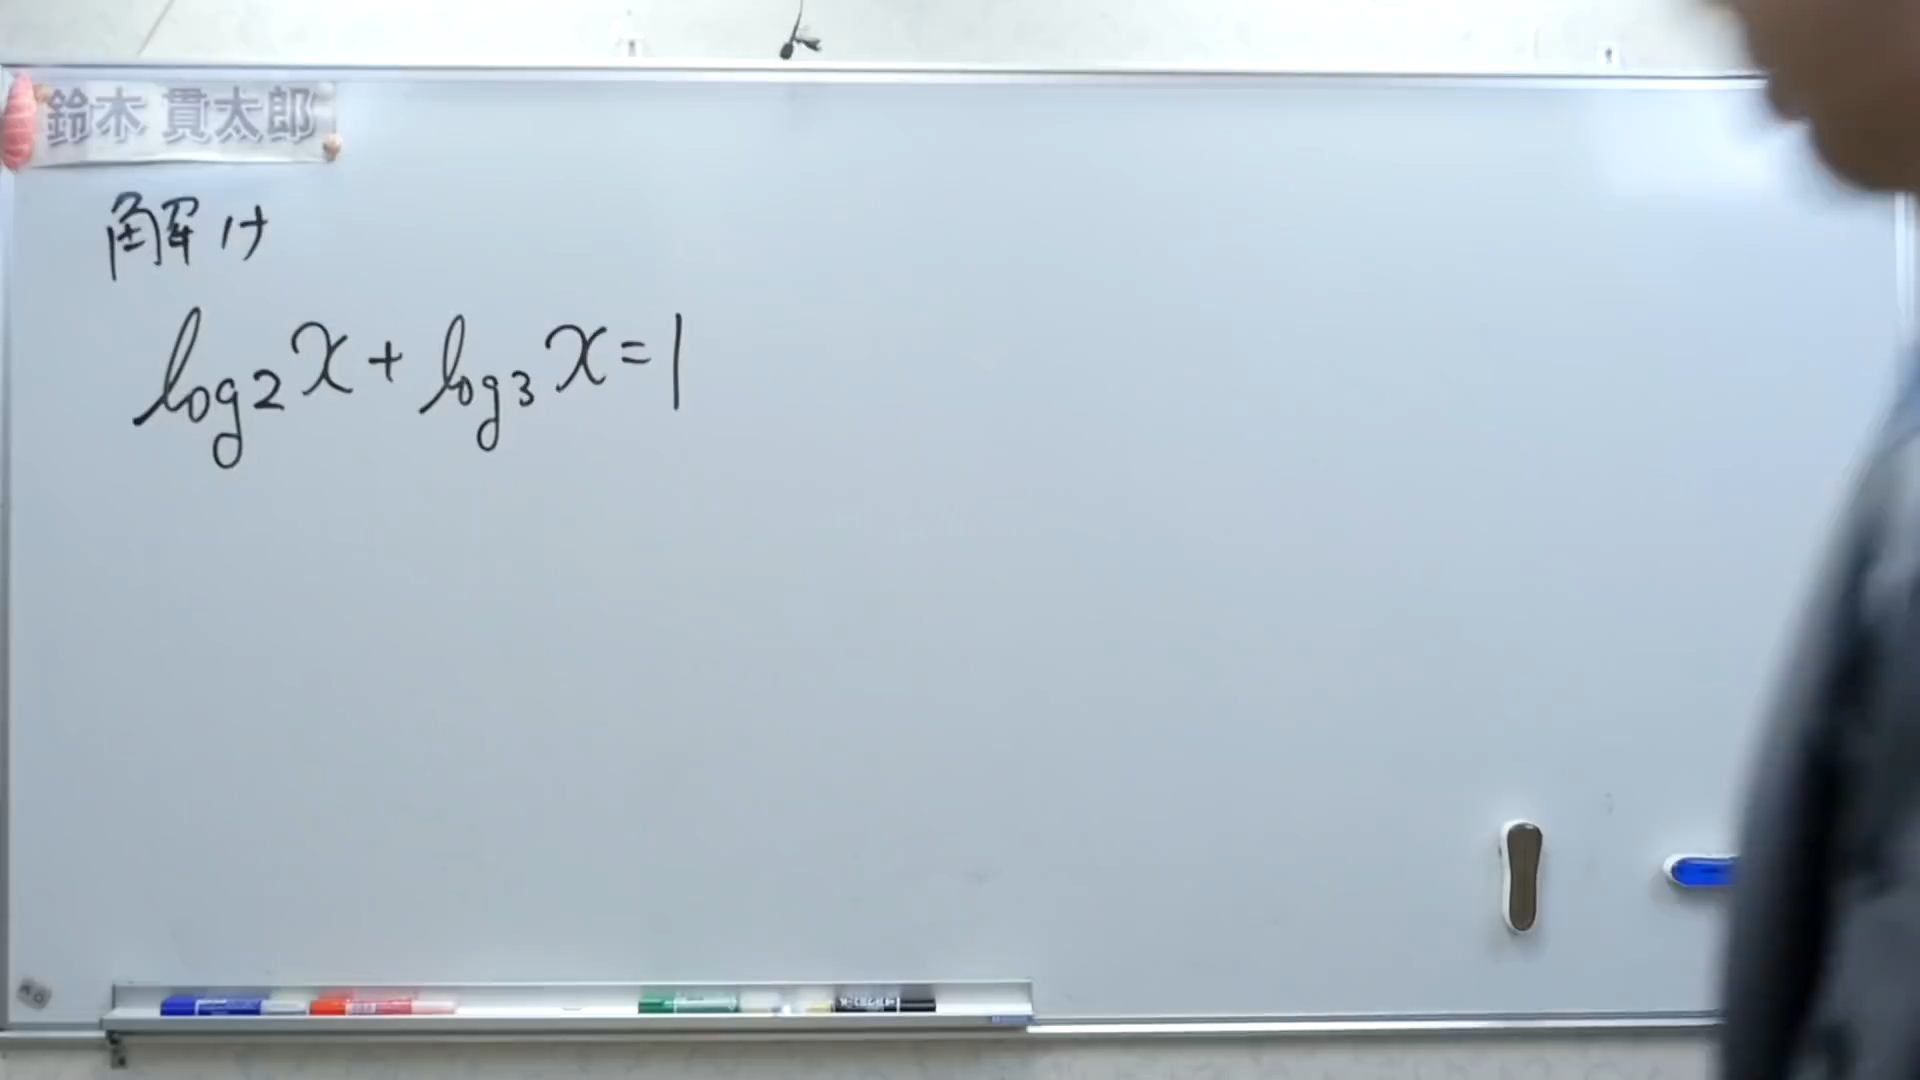 鈴木 貫太郎
解け
log₂x + log₃x = 1